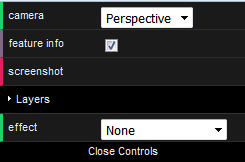 camera Perspective
feature info
screenshot
Layers
effect None
Close Controls